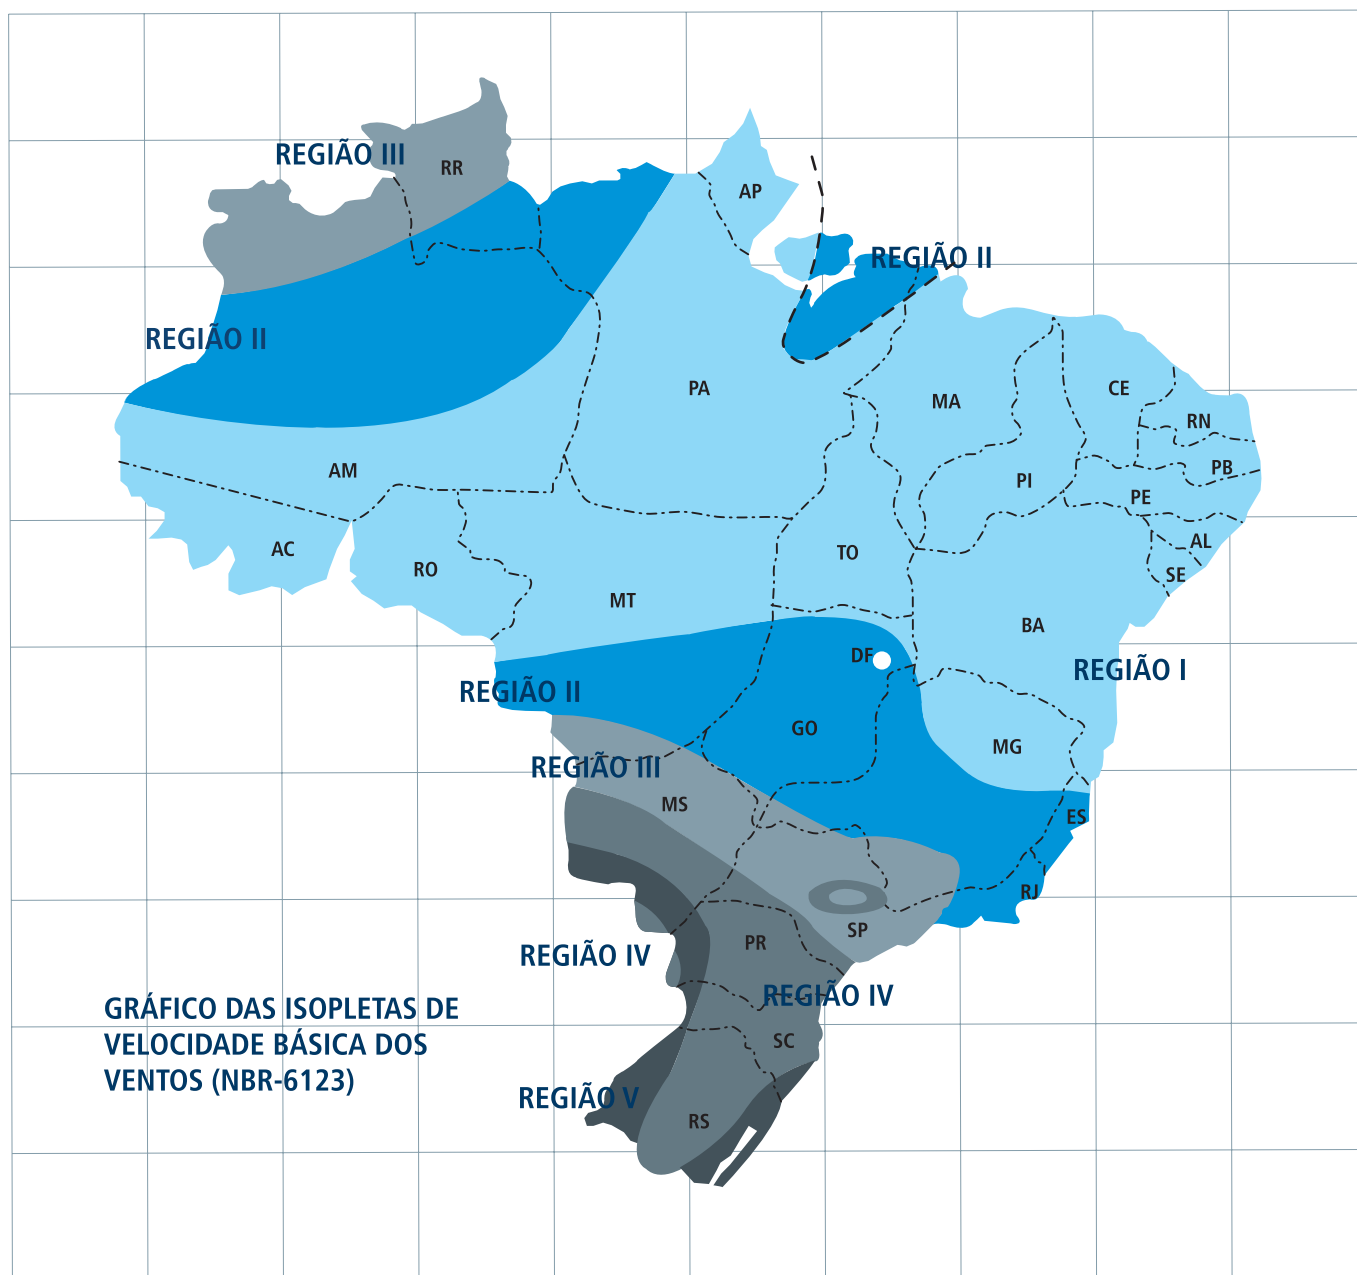 REGIÃO III
RR
AP
REGIÃO II
REGIÃO II
PA
CE
MA
RN
AM
PB
PI
PE
AC
AL
TO
RO
SE
MT
BA
DF
REGIÃO I
REGIÃO II
GO
MG
REGIÃO III
MS
ES
RJ
SP
PR
REGIÃO IV
REGIÃO IV
GRÁFICO DAS ISOPLETAS DE
VELOCIDADE BÁSICA DOS
VENTOS (NBR-6123)
SC
REGIÃO V
RS